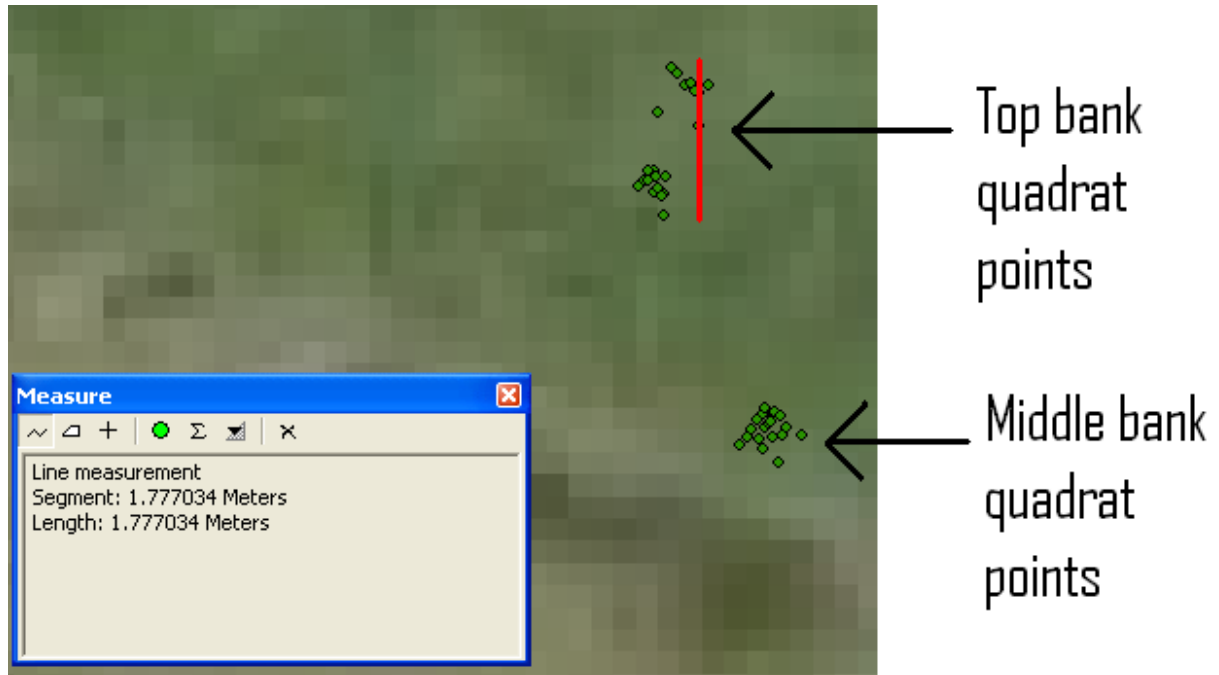 Top bank
quadrat
points
Measure
Line measurement
Segment: 1.777034 Meters
Length: 1.777034 Meters
Middle bank
quadrat
points